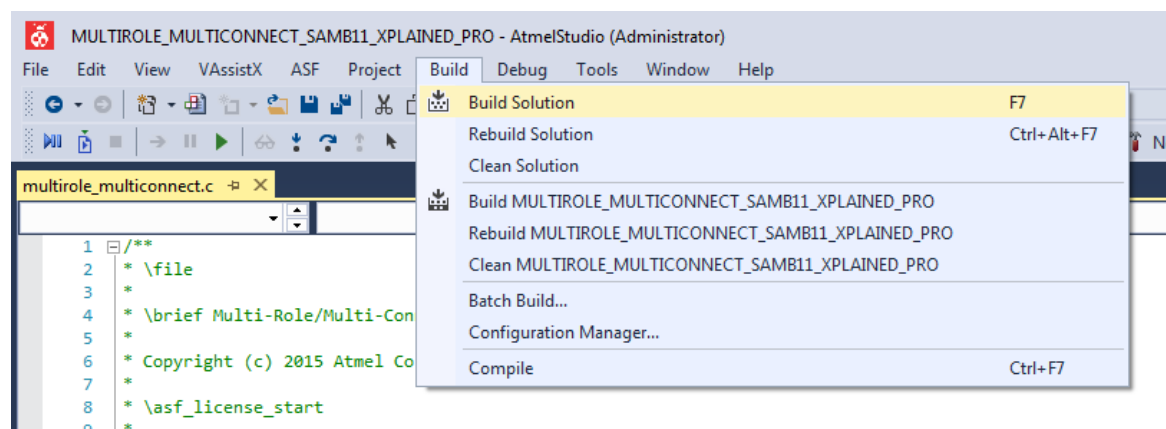 MULTIROLE_MULTICONNECT_SAMB11_XPLAINED_PRO - AtmelStudio (Administrator)
File Edit View VAssistX ASF Project Build Debug Tools Window Help
Build Solution F7
Rebuild Solution Ctrl+Alt+F7
Clean Solution
Build MULTIROLE_MULTICONNECT_SAMB11_XPLAINED_PRO
Rebuild MULTIROLE_MULTICONNECT_SAMB11_XPLAINED_PRO
Clean MULTIROLE_MULTICONNECT_SAMB11_XPLAINED_PRO
Batch Build...
Configuration Manager...
Compile Ctrl+F7
N
multirole_multiconnect.c
1 /**
2 * \file
3 *
4 * \brief Multi-Role/Multi-Con
5 *
6 * Copyright (c) 2015 Atmel Co
7 *
8 * \asf_license_start